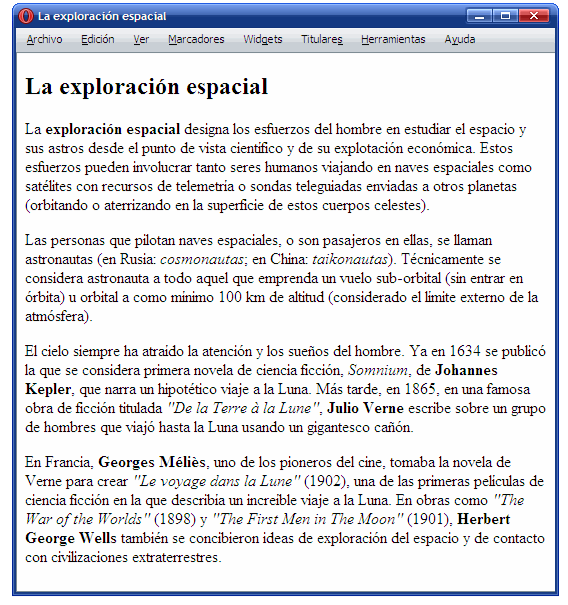 La exploración espacial
Archivo Edición Ver Marcadores Widgets Titulares Herramientas Ayuda
La exploración espacial
La exploración espacial designa los esfuerzos del hombre en estudiar el espacio y
sus astros desde el punto de vista científico y de su explotación económica. Estos
esfuerzos pueden involucrar tanto seres humanos viajando en naves espaciales como
satélites con recursos de telemetría o sondas teleguiadas enviadas a otros planetas
(orbitando o aterrizando en la superficie de estos cuerpos celestes).
Las personas que pilotan naves espaciales, o son pasajeros en ellas, se llaman
astronautas (en Rusia: cosmonautas; en China: taikonautas). Técnicamente se
considera astronauta a todo aquel que emprenda un vuelo sub-orbital (sin entrar en
órbita) u orbital a como mínimo 100 km de altitud (considerado el límite externo de la
atmósfera).
El cielo siempre ha atraído la atención y los sueños del hombre. Ya en 1634 se publicó
la que se considera primera novela de ciencia ficción, Somnium, de Johannes
Kepler, que narra un hipotético viaje a la Luna. Más tarde, en 1865, en una famosa
obra de ficción titulada "De la Terre à la Lune", Julio Verne escribe sobre un grupo
de hombres que viajó hasta la Luna usando un gigantesco cañón.
En Francia, Georges Méliès, uno de los pioneros del cine, tomaba la novela de
Verne para crear "Le voyage dans la Lune" (1902), una de las primeras películas de
ciencia ficción en la que describía un increíble viaje a la Luna. En obras como "The
War of the Worlds" (1898) y "The First Men in The Moon" (1901), Herbert
George Wells también se concibieron ideas de exploración del espacio y de contacto
con civilizaciones extraterrestres.